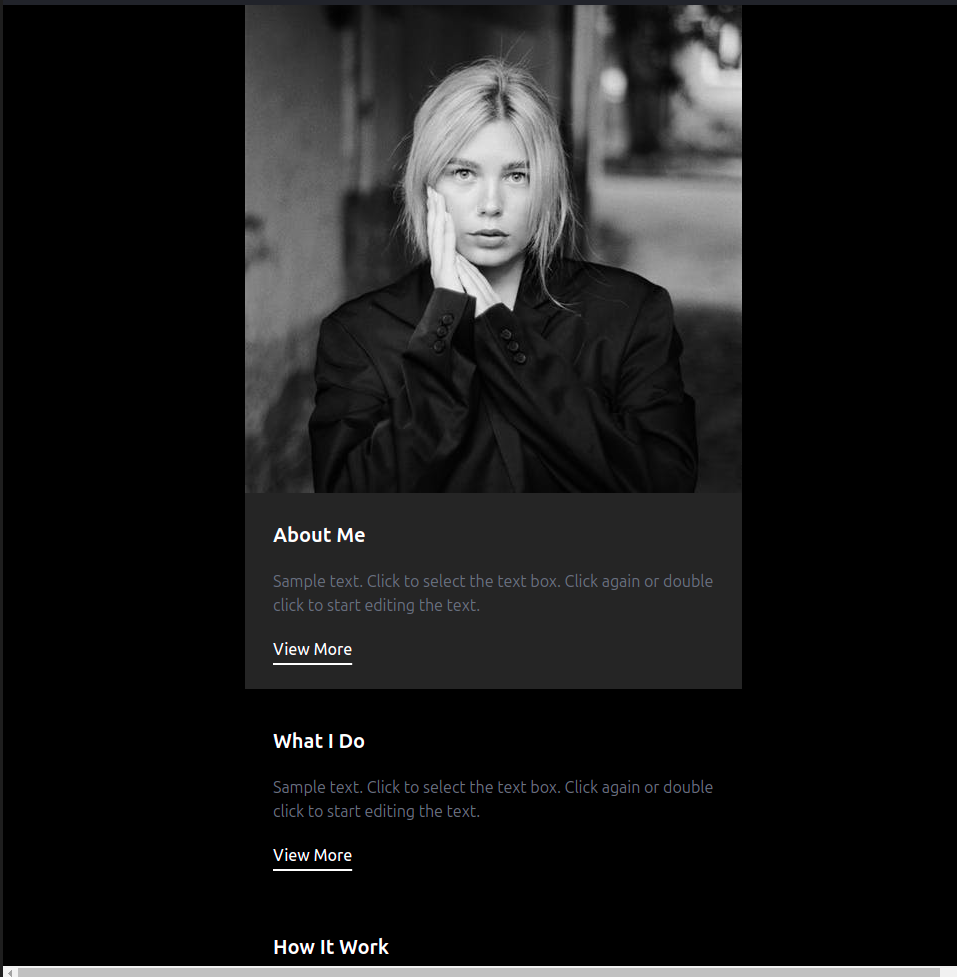 About Me
Sample text. Click to select the text box. Click again or double
click to start editing the text.
View More
What I Do
Sample text. Click to select the text box. Click again or double
click to start editing the text.
View More
How It Work